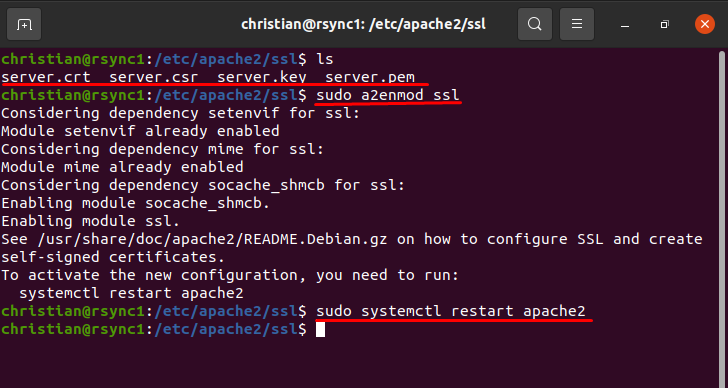 christian@rsync1: /etc/apache2/ssl
christian@rsync1:/etc/apache2/ssl$ ls
server.crt  server.csr  server.key  server.pem
christian@rsync1:/etc/apache2/ssl$ sudo a2enmod ssl
Considering dependency setenvif for ssl:
Module setenvif already enabled
Considering dependency mime for ssl:
Module mime already enabled
Considering dependency socache_shmcb for ssl:
Enabling module socache_shmcb.
Enabling module ssl.
See /usr/share/doc/apache2/README.Debian.gz on how to configure SSL and create
self-signed certificates.
To activate the new configuration, you need to run:
  systemctl restart apache2
christian@rsync1:/etc/apache2/ssl$ sudo systemctl restart apache2
christian@rsync1:/etc/apache2/ssl$